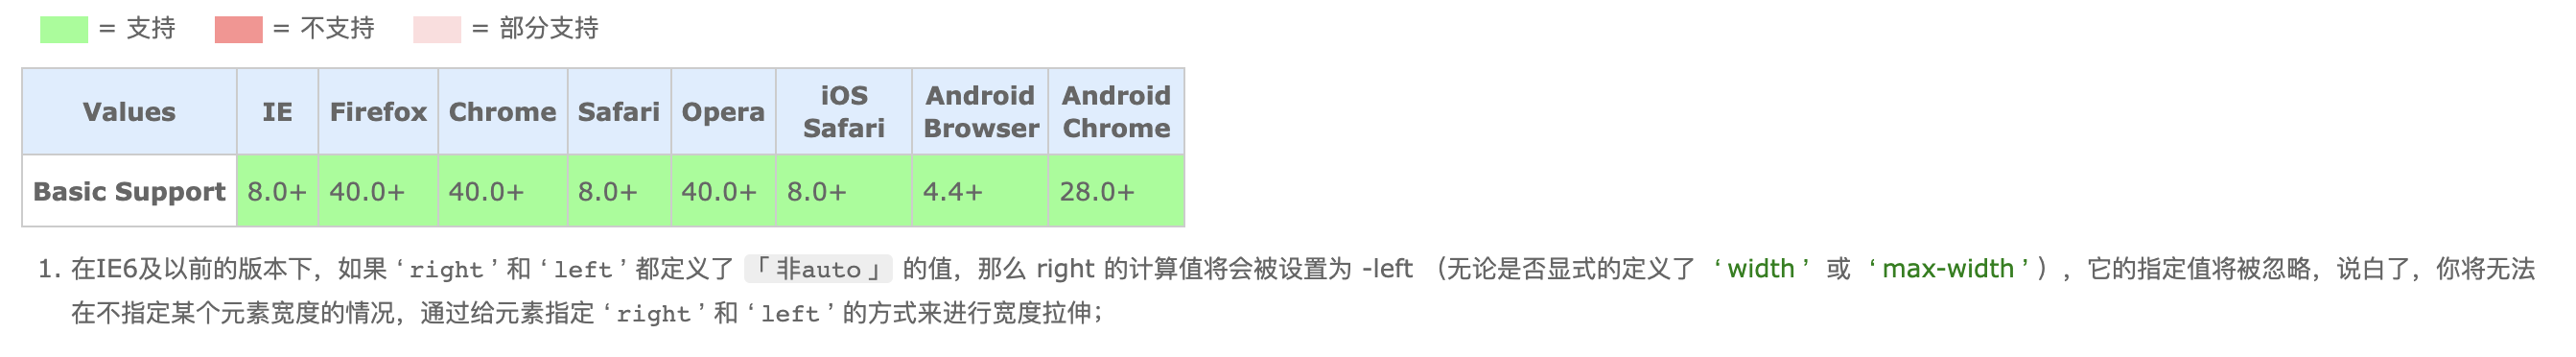 = 支持 = 不支持 = 部分支持
Values IE Firefox Chrome Safari Opera iOS Safari Android Browser Android Chrome
Basic Support 8.0+ 40.0+ 40.0+ 8.0+ 40.0+ 8.0+ 4.4+ 28.0+
1. 在IE6及以前的版本下，如果 ‘right’ 和 ‘left’ 都定义了 「非auto」 的值，那么 right 的计算值将会被设置为 -left （无论是否显式的定义了 ‘width’ 或 ‘max-width’），它的指定值将被忽略，说白了，你将无法
在不指定某个元素宽度的情况，通过给元素指定 ‘right’ 和 ‘left’ 的方式来进行宽度拉伸；